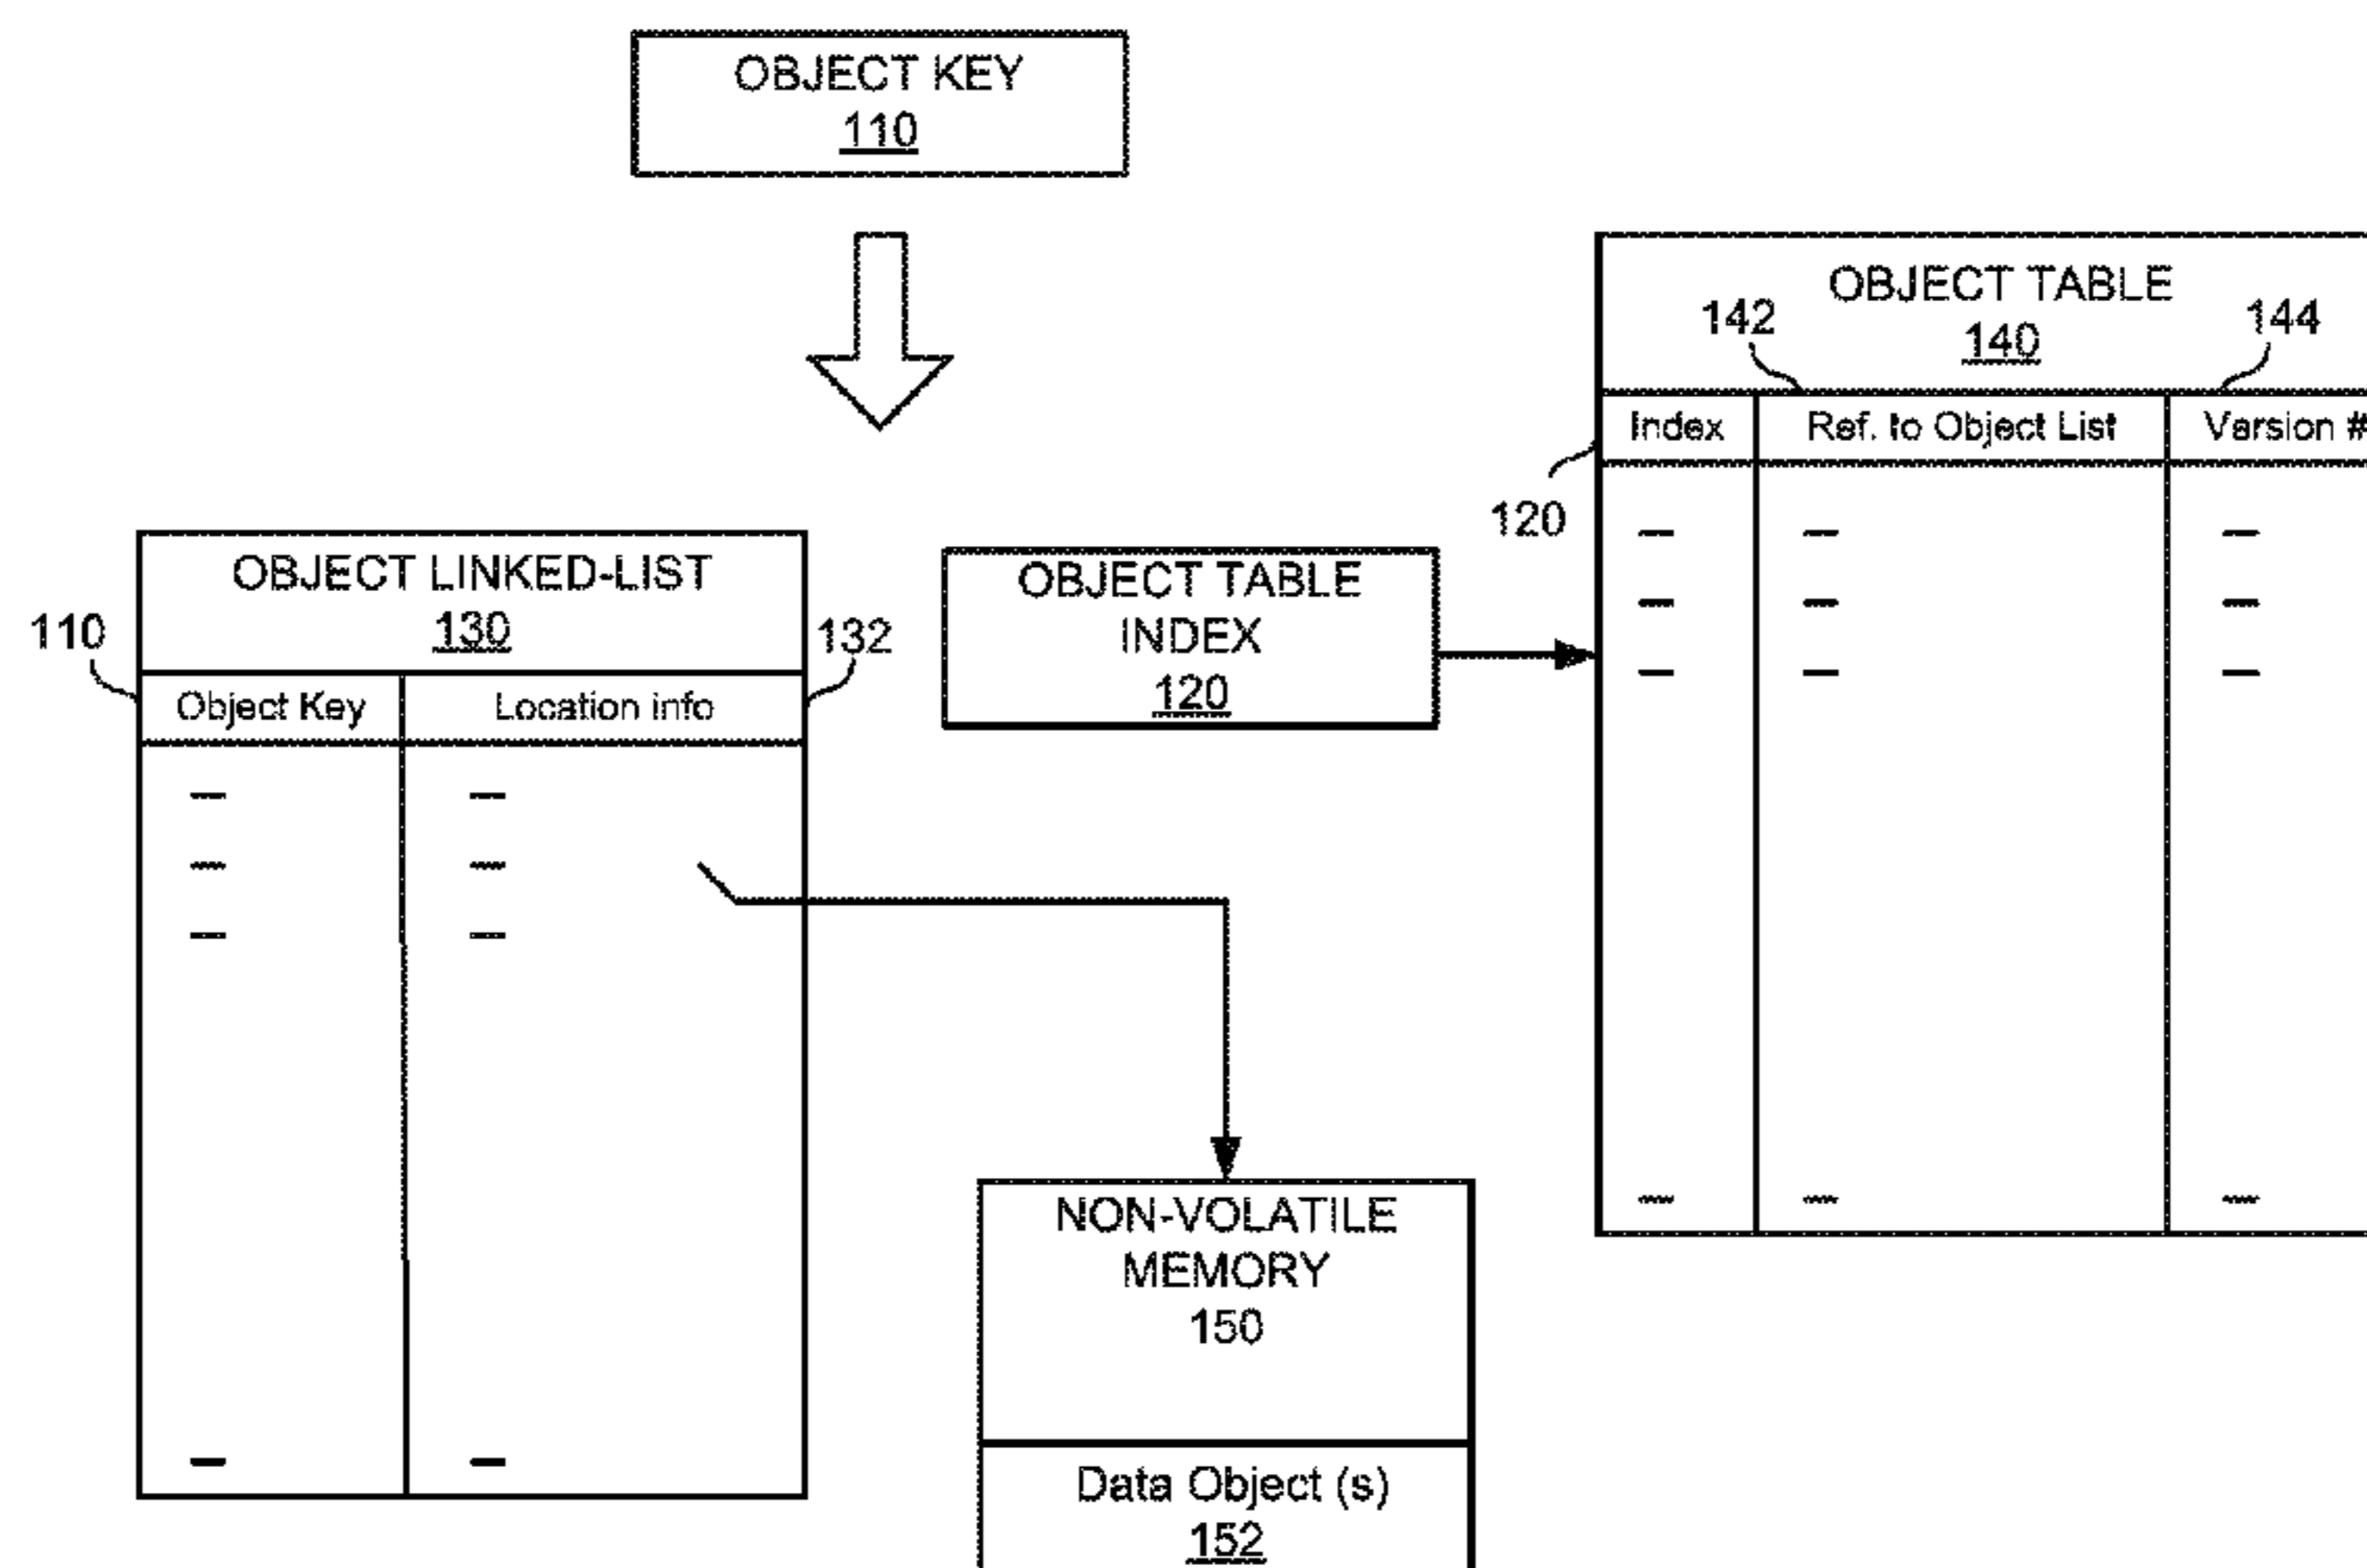 OBJECT KEY
110
OBJECT TABLE
140
142
144
Index Ref. to Object List Version #
120
OBJECT LINKED-LIST
130
110
132
Object Key Location info
OBJECT TABLE
INDEX
120
NON-VOLATILE
MEMORY
150
Data Object (s)
152